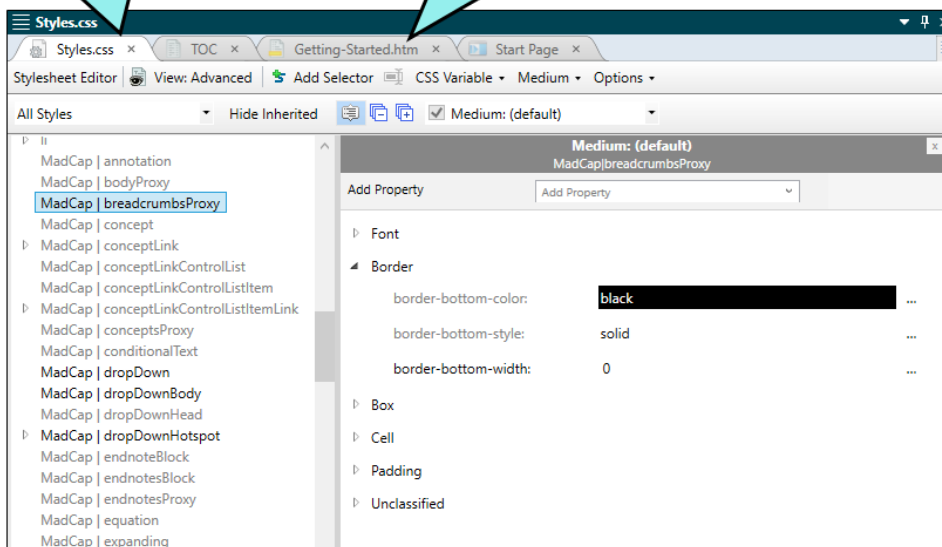 Styles.css
Styles.css × TOC × Getting-Started.htm × Start Page ×
Stylesheet Editor View: Advanced Add Selector CSS Variable Medium Options
All Styles Hide Inherited Medium: (default)
li
MadCap | annotation
MadCap | bodyProxy
MadCap | breadcrumbsProxy
MadCap | concept
MadCap | conceptLink
MadCap | conceptLinkControlList
MadCap | conceptLinkControlListItem
MadCap | conceptLinkControlListItemLink
MadCap | conceptsProxy
MadCap | conditionalText
MadCap | dropDown
MadCap | dropDownBody
MadCap | dropDownHead
MadCap | dropDownHotspot
MadCap | endnoteBlock
MadCap | endnotesBlock
MadCap | endnotesProxy
MadCap | equation
MadCap | expanding
Medium: (default)
MadCap|breadcrumbsProxy
Add Property Add Property
Font
Border
border-bottom-color: black ...
border-bottom-style: solid ...
border-bottom-width: 0 ...
Box
Cell
Padding
Unclassified